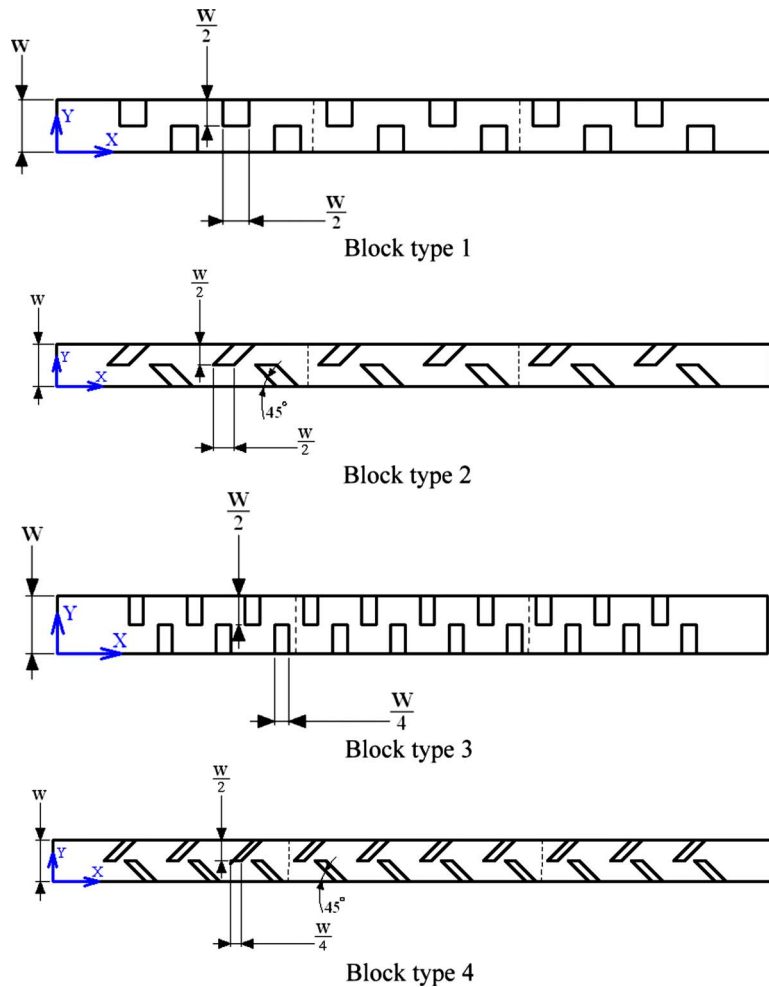 W/2
W
Y
X
W/2
Block type 1
W/2
W
Y
X
45°
W/2
Block type 2
W/2
W
Y
X
W/4
Block type 3
W/2
W
Y
X
45°
W/4
Block type 4